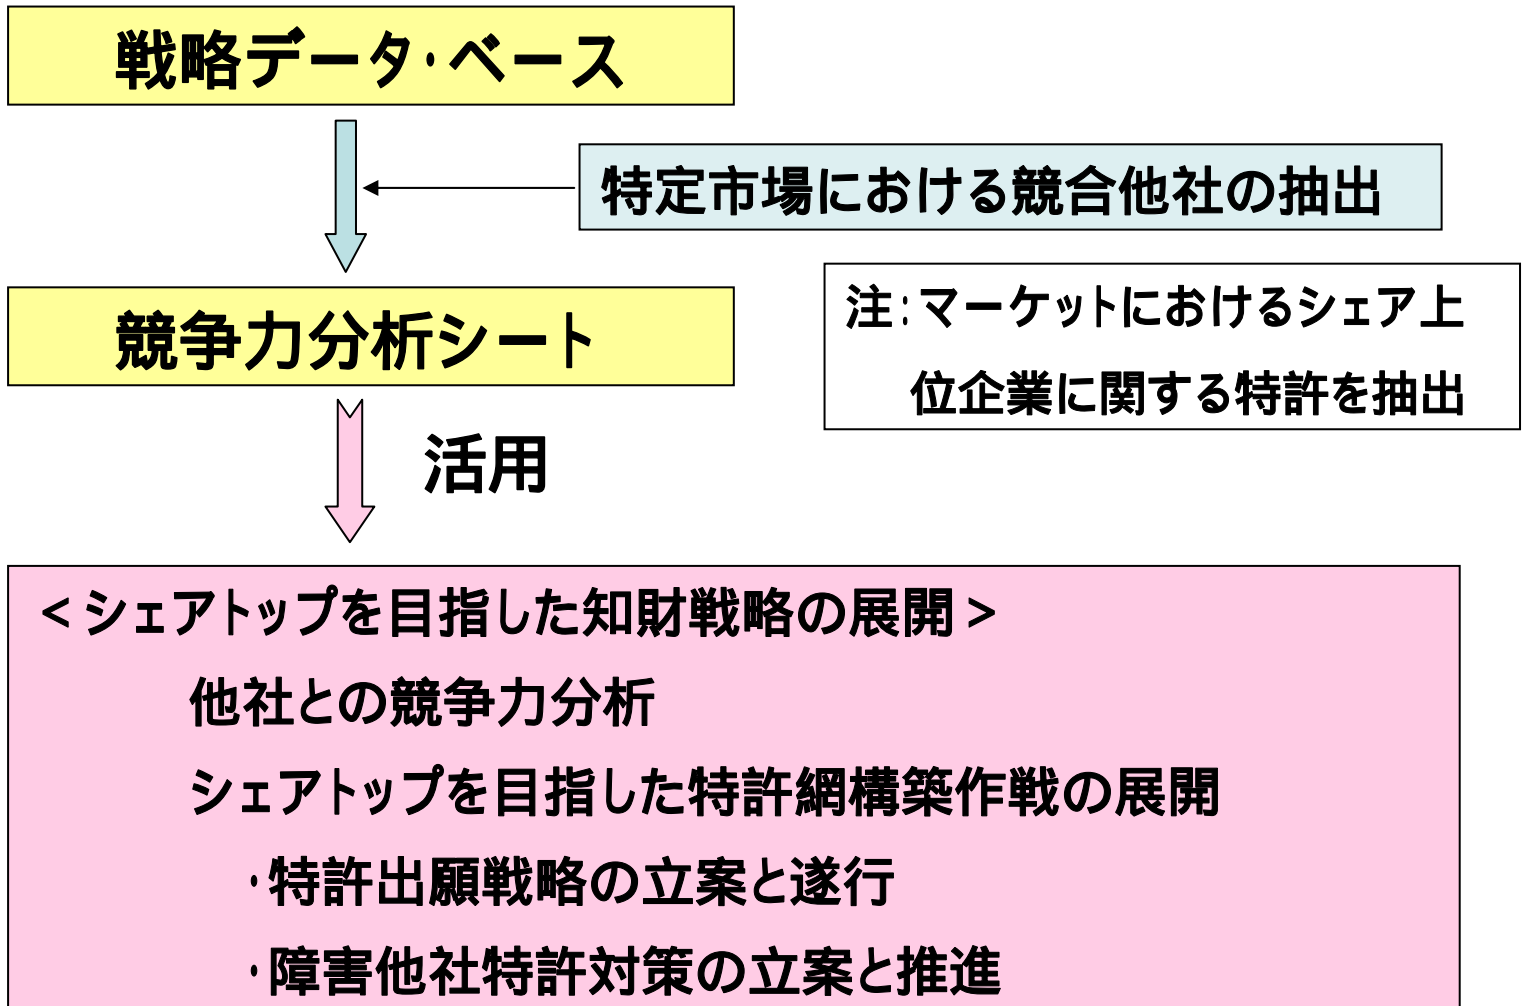 戦略データ・ベース
特定市場における競合他社の抽出
競争力分析シート
注:マーケットにおけるシェア上
位企業に関する特許を抽出
活用
<シェアトップを目指した知財戦略の展開>
他社との競争力分析
シェアトップを目指した特許網構築作戦の展開
・特許出願戦略の立案と遂行
・障害他社特許対策の立案と推進